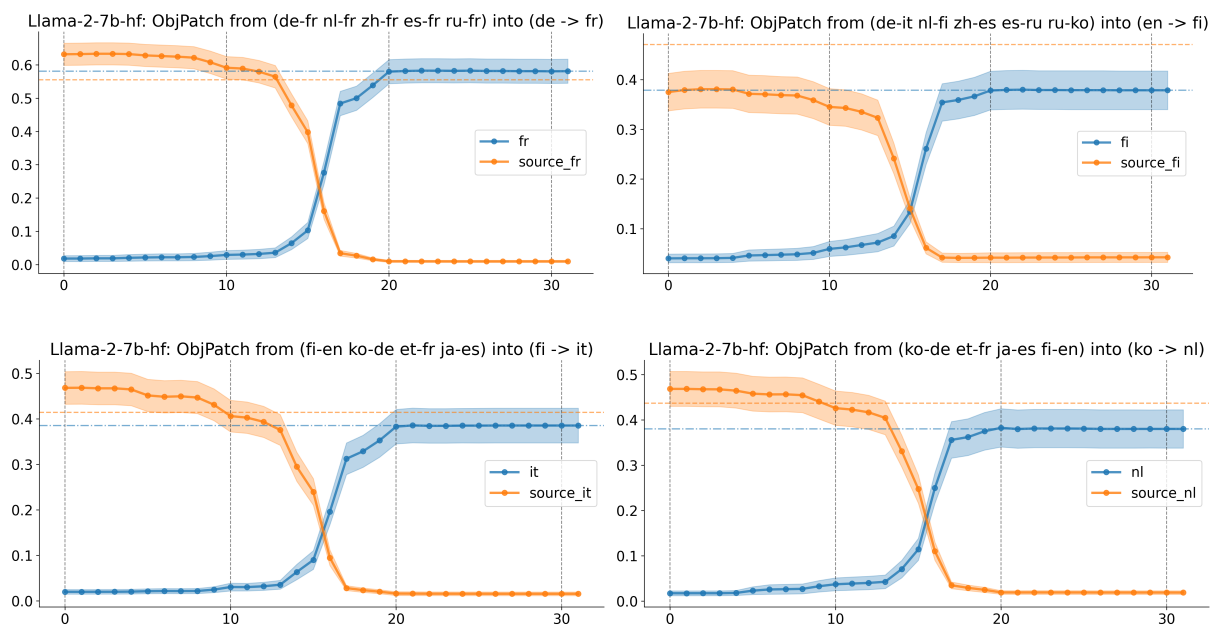 Llama-2-7b-hf: ObjPatch from (de-fr nl-fr zh-fr es-fr ru-fr) into (de -> fr)
0.6
0.5
0.4
0.3
0.2
0.1
0.0
fr
source_fr
0 10 20 30
Llama-2-7b-hf: ObjPatch from (de-it nl-fi zh-es es-ru ru-ko) into (en -> fi)
0.4
0.3
0.2
0.1
fi
source_fi
0 10 20 30
Llama-2-7b-hf: ObjPatch from (fi-en ko-de et-fr ja-es) into (fi -> it)
0.5
0.4
0.3
0.2
0.1
0.0
it
source_it
0 10 20 30
Llama-2-7b-hf: ObjPatch from (ko-de et-fr ja-es fi-en) into (ko -> nl)
0.5
0.4
0.3
0.2
0.1
0.0
nl
source_nl
0 10 20 30